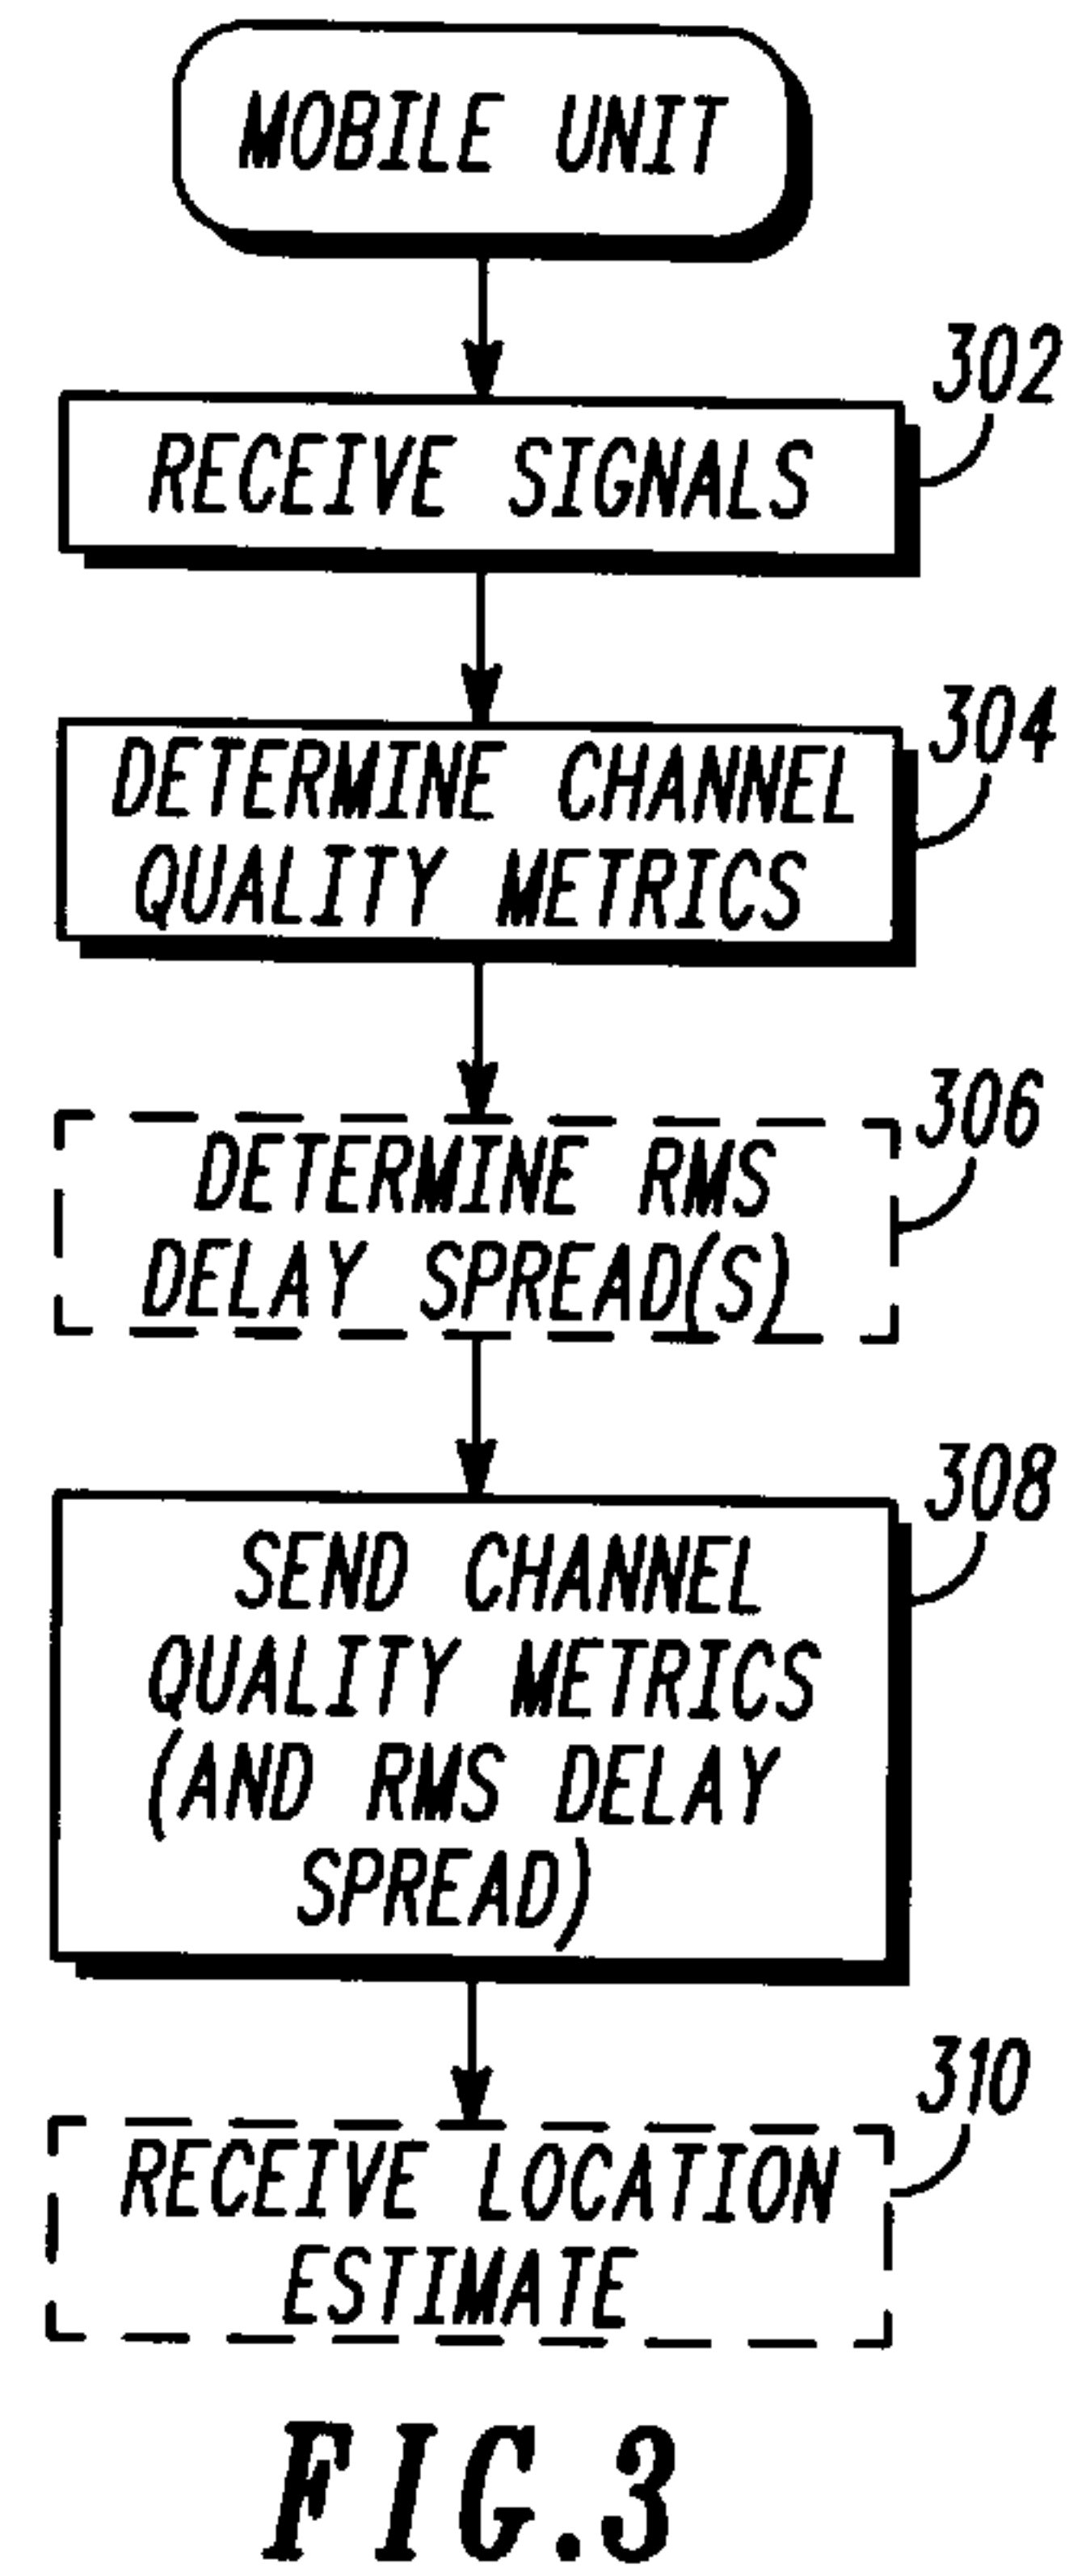 MOBILE UNIT
302
RECEIVE SIGNALS
304
DETERMINE CHANNEL
QUALITY METRICS
306
DETERMINE RMS
DELAY SPREAD(S)
308
SEND CHANNEL
QUALITY METRICS
(AND RMS DELAY
SPREAD)
310
RECEIVE LOCATION
ESTIMATE
FIG.3